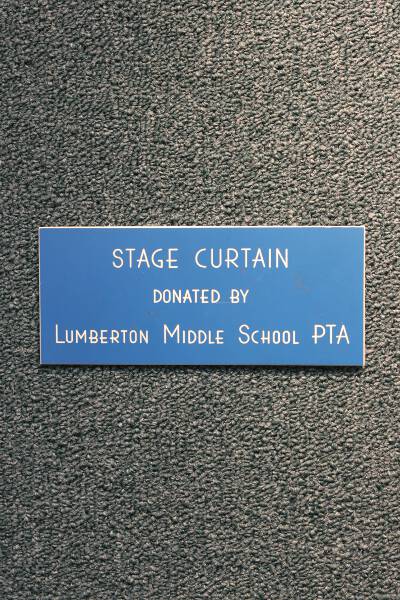 STAGE CURTAIN
DONATED BY
LUMBERTON MIDDLE SCHOOL PTA